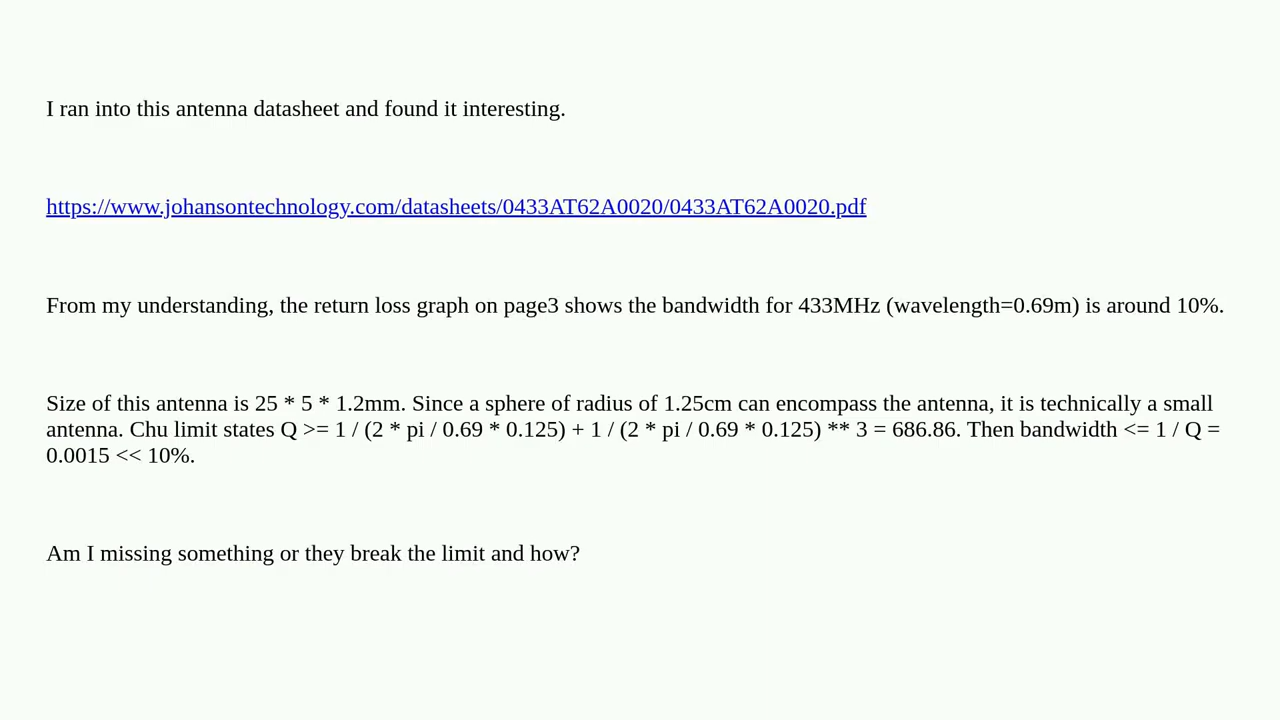 I ran into this antenna datasheet and found it interesting.
https://www.johansontechnology.com/datasheets/0433AT62A0020/0433AT62A0020.pdf
From my understanding, the return loss graph on page3 shows the bandwidth for 433MHz (wavelength=0.69m) is around 10%.
Size of this antenna is 25 * 5 * 1.2mm. Since a sphere of radius of 1.25cm can encompass the antenna, it is technically a small
antenna. Chu limit states Q >= 1 / (2 * pi / 0.69 * 0.125) + 1 / (2 * pi / 0.69 * 0.125) ** 3 = 686.86. Then bandwidth <= 1 / Q =
0.0015 << 10%.
Am I missing something or they break the limit and how?